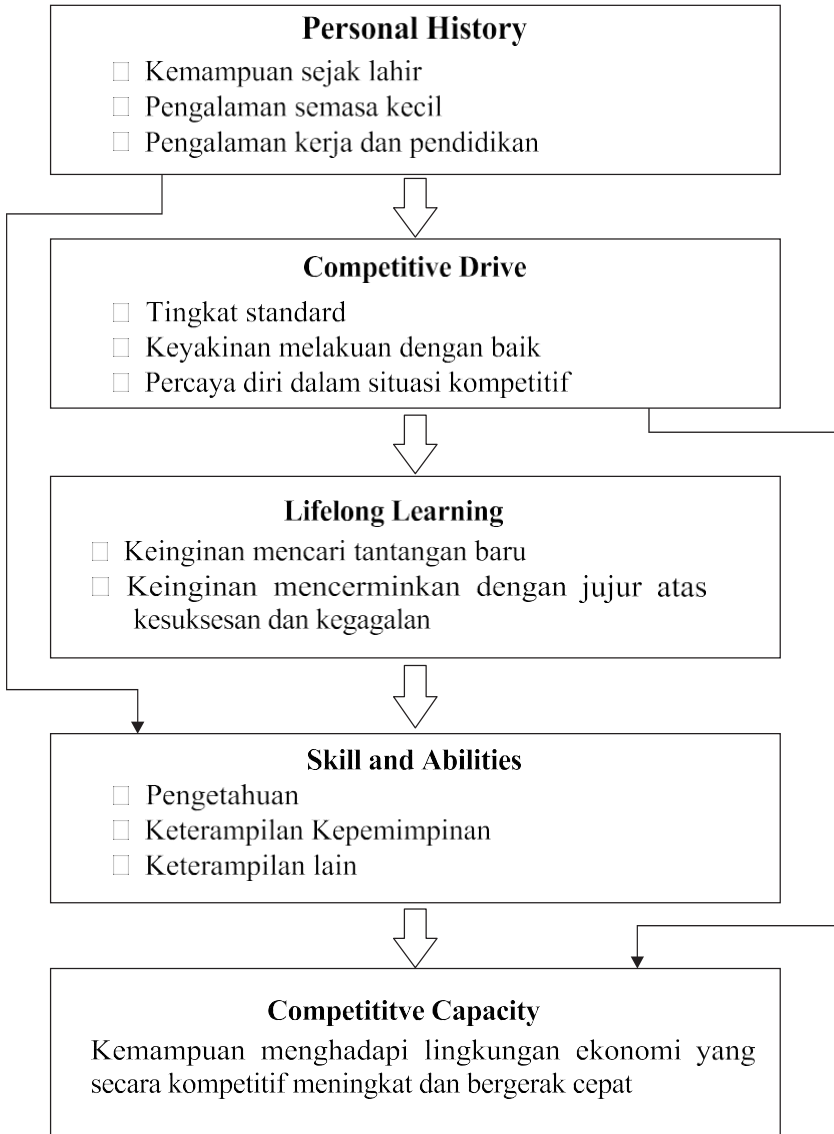 Personal History
□ Kemampuan sejak lahir
□ Pengalaman semasa kecil
□ Pengalaman kerja dan pendidikan
Competitive Drive
□ Tingkat standard
□ Keyakinan melakuan dengan baik
□ Percaya diri dalam situasi kompetitif
Lifelong Learning
□ Keinginan mencari tantangan baru
□ Keinginan mencerminkan dengan jujur atas
kesuksesan dan kegagalan
Skill and Abilities
□ Pengetahuan
□ Keterampilan Kepemimpinan
□ Keterampilan lain
Competititve Capacity
Kemampuan menghadapi lingkungan ekonomi yang
secara kompetitif meningkat dan bergerak cepat